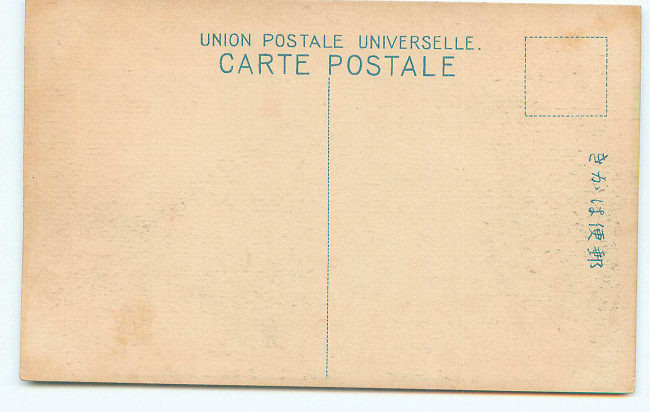 UNION POSTALE UNIVERSELLE.
CARTE POSTALE
きかは便郵